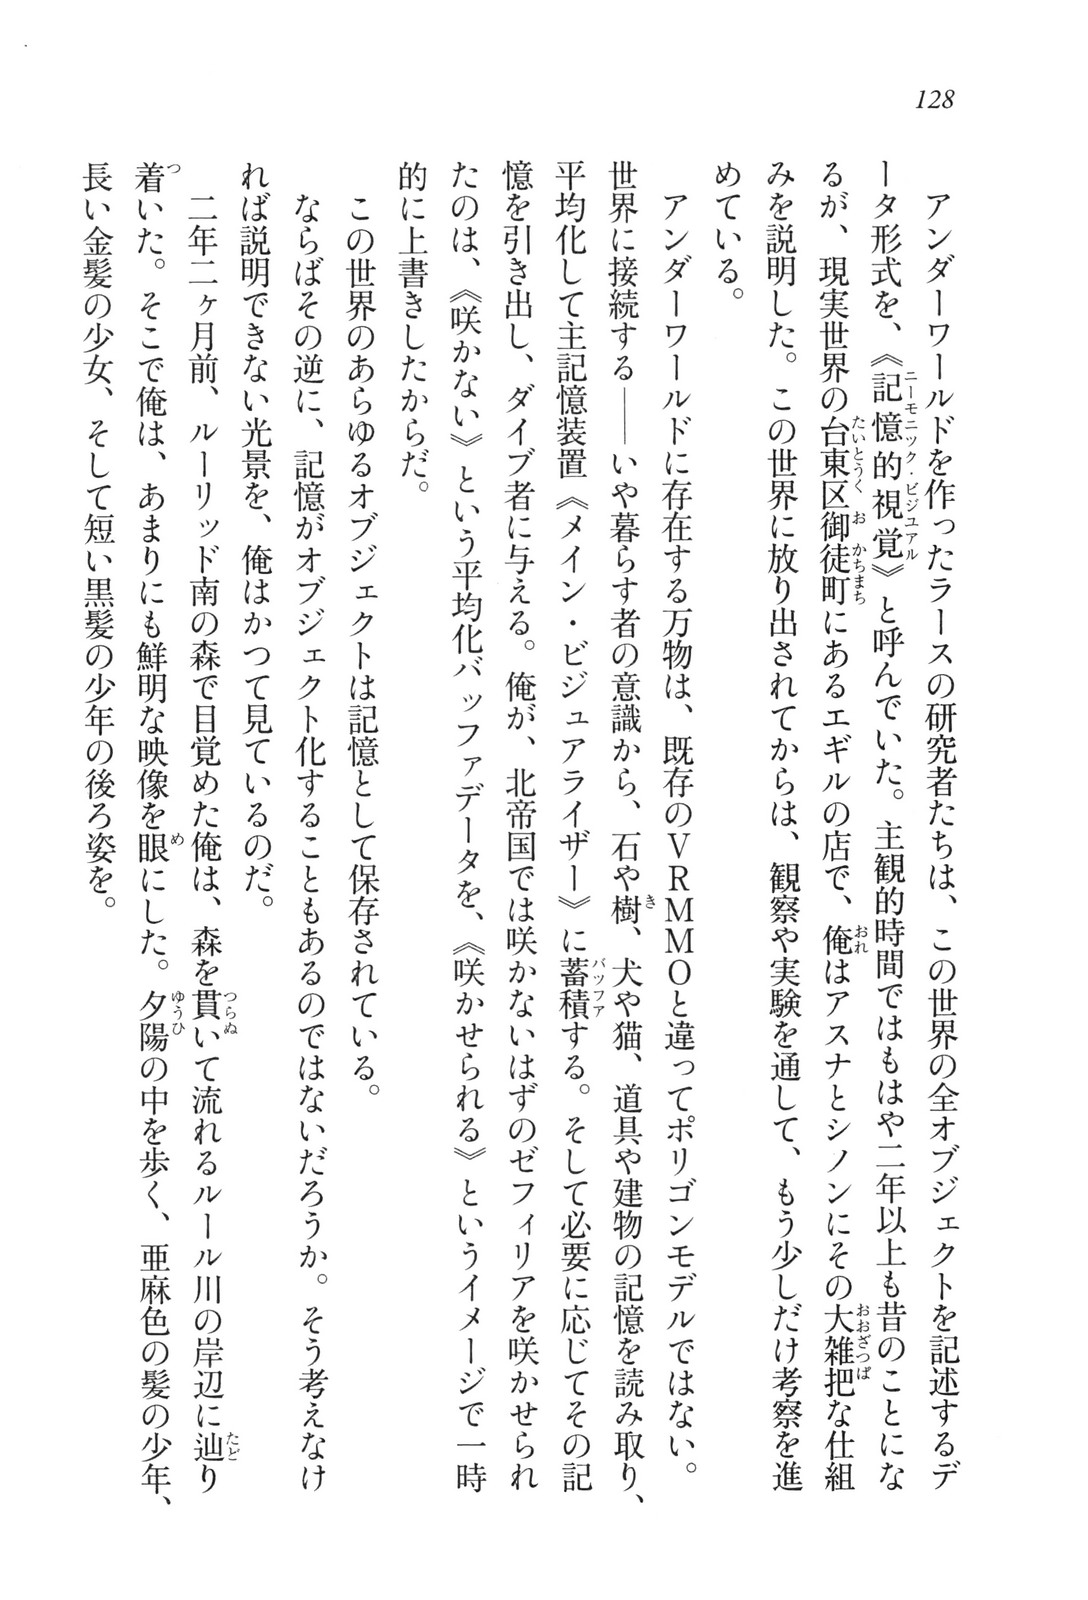 128
　アンダーワールドを作ったラースの研究者たちは、この世界の全オブジェクトを記述するデ
ータ形式を、《記憶的視覚》と呼んでいた。主観的時間ではもはや二年以上も昔のことにな
るが、現実世界の台東区御徒町にあるエギルの店で、俺はアスナとシノンにその大雑把な仕組
みを説明した。この世界に放り出されてからは、観察や実験を通して、もう少しだけ考察を進
めている。
　アンダーワールドに存在する万物は、既存のＶＲＭＭＯと違ってポリゴンモデルではない。
世界に接続する――いや暮らす者の意識から、石や樹、犬や猫、道具や建物の記憶を読み取り、
平均化して主記憶装置《メイン・ビジュアライザー》に蓄積する。そして必要に応じてその記
憶を引き出し、ダイブ者に与える。俺が、北帝国では咲かないはずのゼフィリアを咲かせられ
たのは、《咲かない》という平均化バッファデータを、《咲かせられる》というイメージで一時
的に上書きしたからだ。
　この世界のあらゆるオブジェクトは記憶として保存されている。
　ならばその逆に、記憶がオブジェクト化することもあるのではないだろうか。そう考えなけ
れば説明できない光景を、俺はかつて見ているのだ。
　二年二ヶ月前、ルーリッド南の森で目覚めた俺は、森を貫いて流れるルール川の岸辺に辿り
着いた。そこで俺は、あまりにも鮮明な映像を眼にした。夕陽の中を歩く、亜麻色の髪の少年、
長い金髪の少女、そして短い黒髪の少年の後ろ姿を。